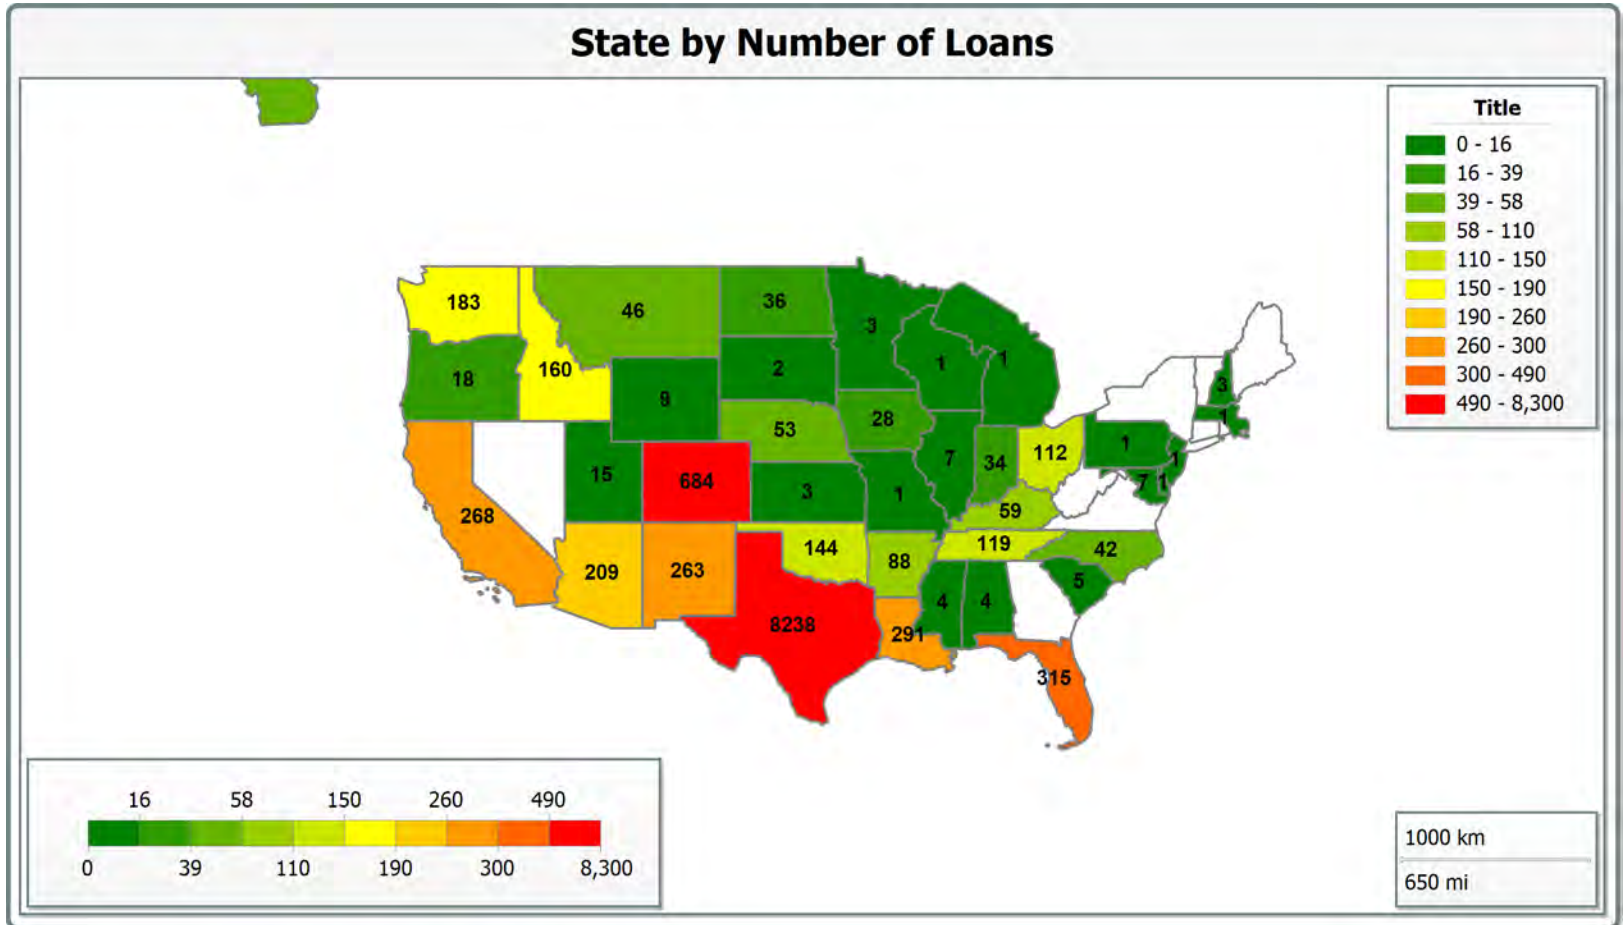 State by Number of Loans
Title
0 - 16
16 - 39
39 - 58
58 - 110
110 - 150
150 - 190
190 - 260
260 - 300
300 - 490
490 - 8,300
183
46
36
3
18
160
9
2
1
1
3
1
53
28
15
684
3
1
7
34
112
1
1
7
1
268
59
209
263
144
88
119
42
8238
291
4
4
5
315
16 58 150 260 490
0 39 110 190 300 8,300
1000 km
650 mi